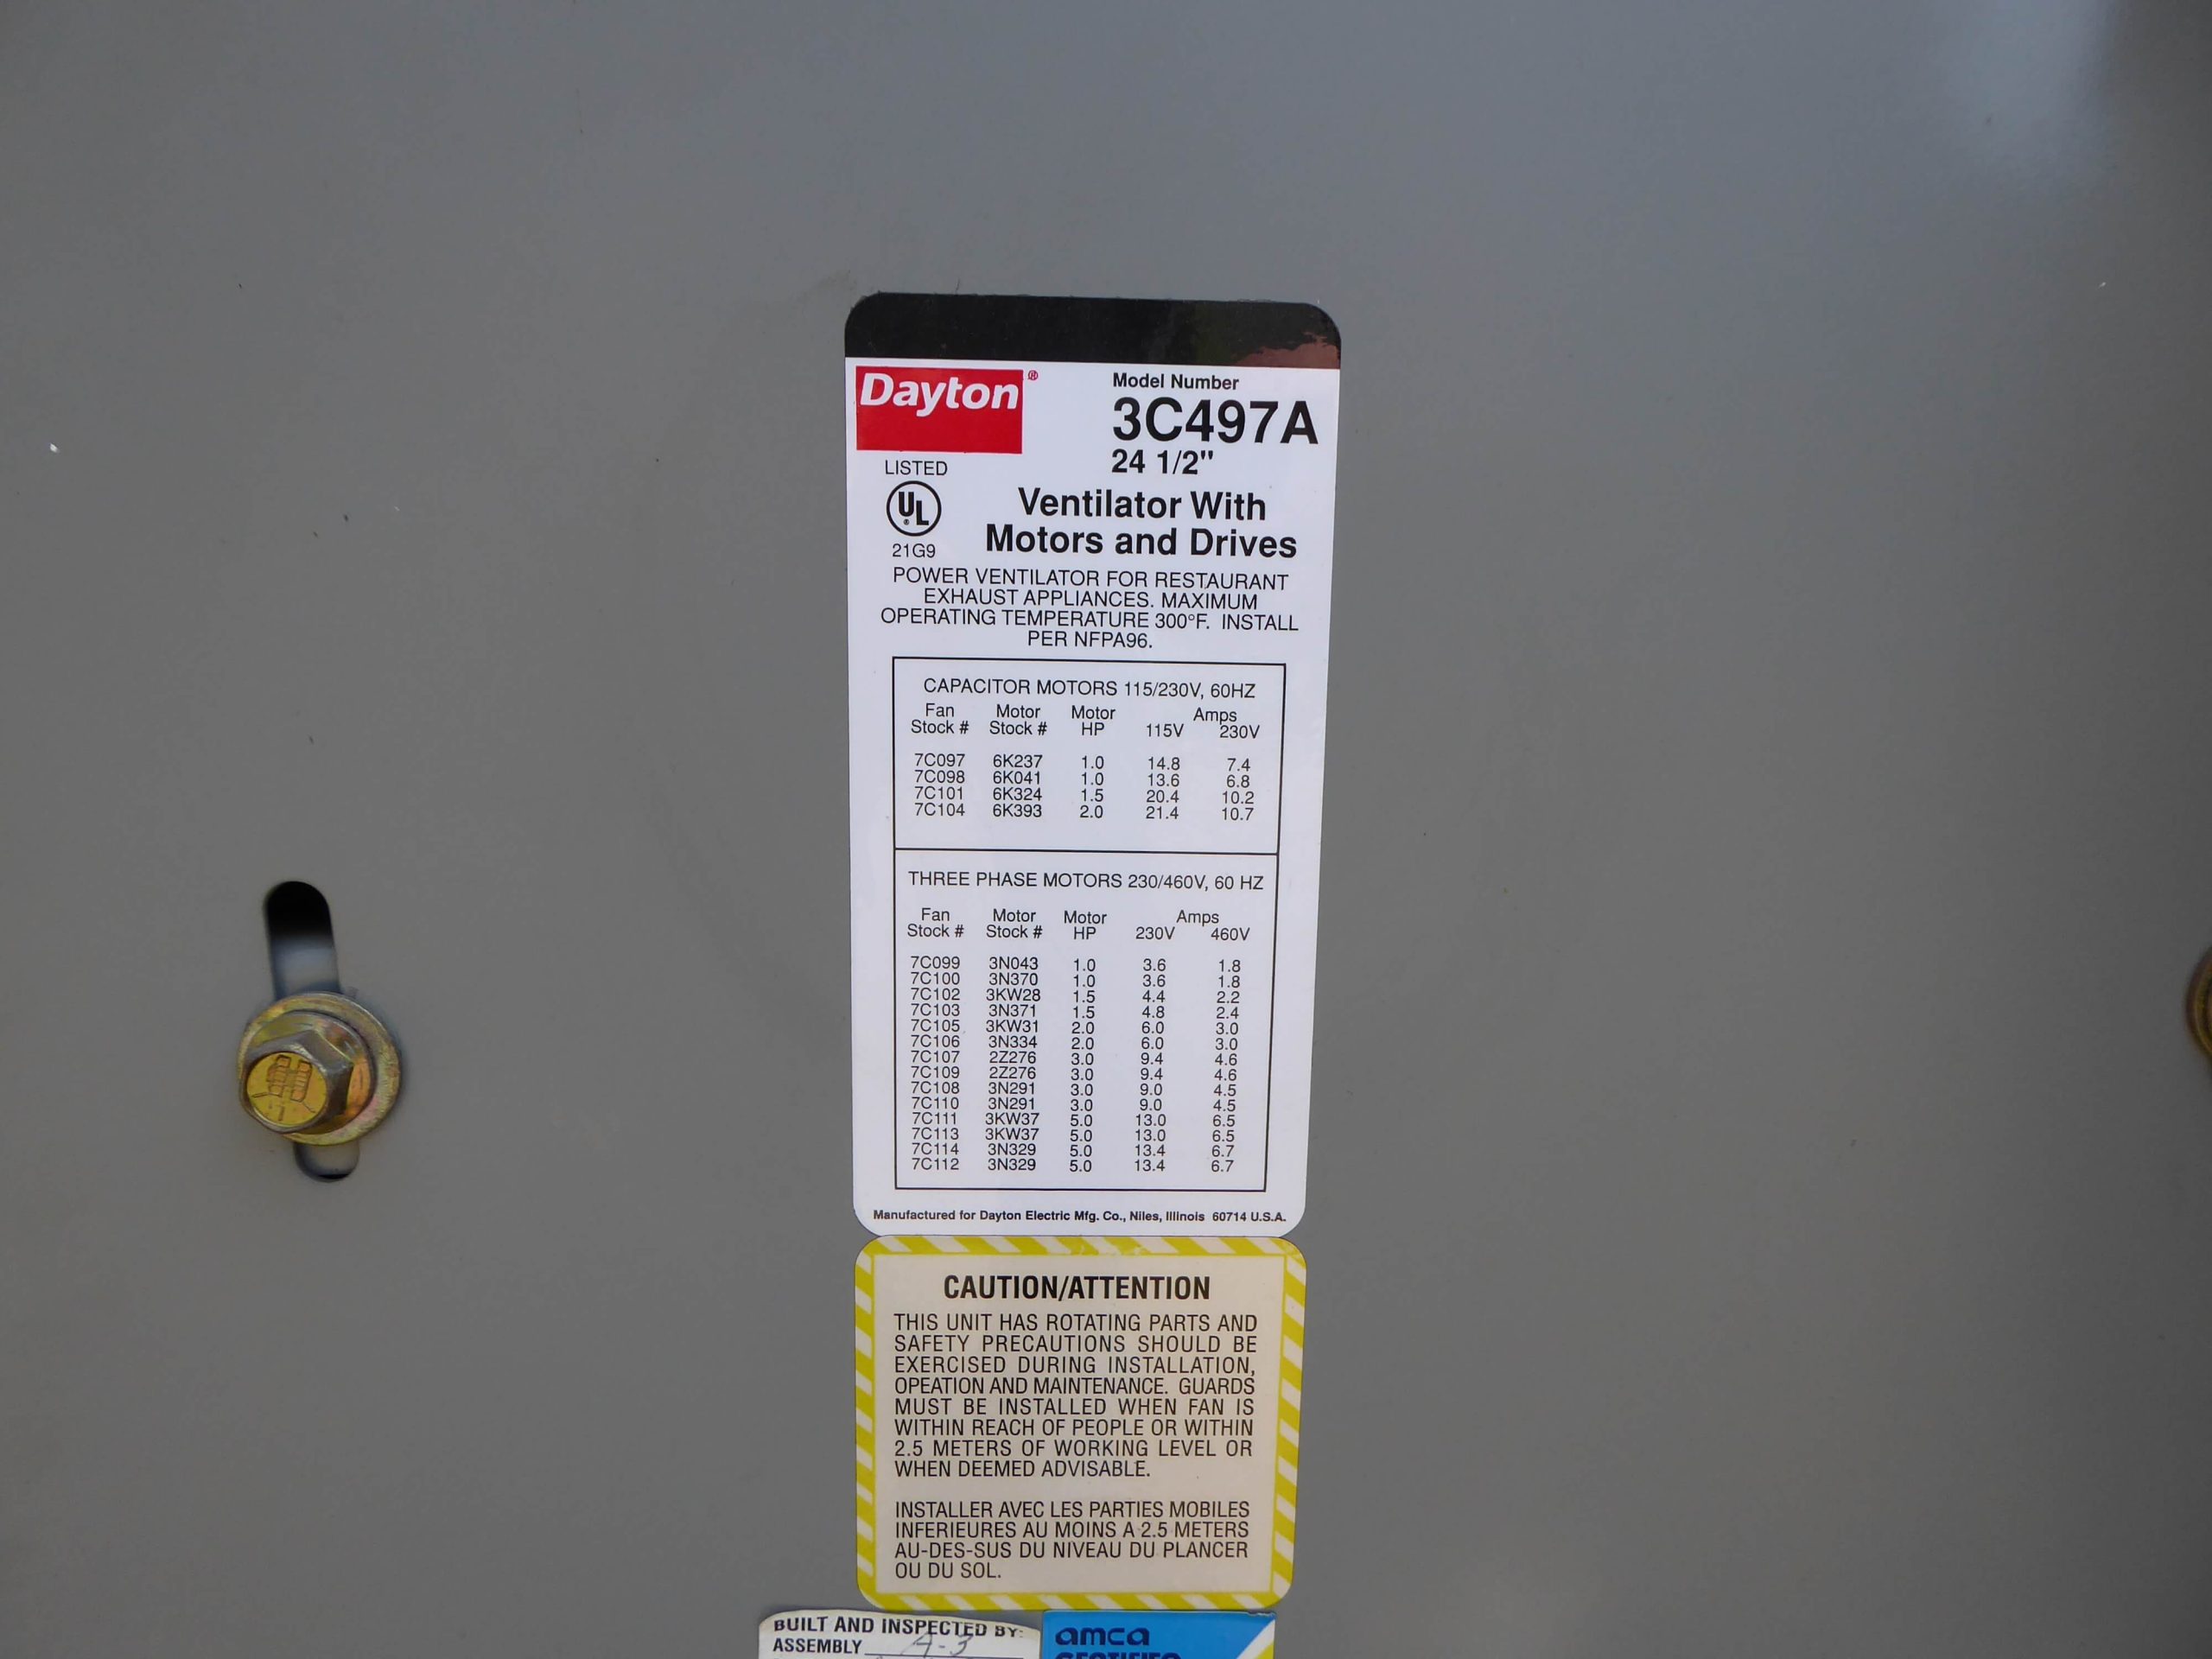 Dayton®
Model Number
3C497A
24 1/2"
LISTED
UL
21G9
Ventilator With
Motors and Drives
POWER VENTILATOR FOR RESTAURANT
EXHAUST APPLIANCES. MAXIMUM
OPERATING TEMPERATURE 300°F. INSTALL
PER NFPA96.
CAPACITOR MOTORS 115/230V, 60HZ
Fan Motor Motor Amps
Stock # Stock # HP 115V 230V
7C097 6K237 1.0 14.8 7.4
7C098 6K041 1.0 13.6 6.8
7C101 6K324 1.5 20.4 10.2
7C104 6K393 2.0 21.4 10.7
THREE PHASE MOTORS 230/460V, 60 HZ
Fan Motor Motor Amps
Stock # Stock # HP 230V 460V
7C099 3N043 1.0 3.6 1.8
7C100 3N370 1.0 3.6 1.8
7C102 3KW28 1.5 4.4 2.2
7C103 3N371 1.5 4.8 2.4
7C105 3KW31 2.0 6.0 3.0
7C106 3N334 2.0 6.0 3.0
7C107 2Z276 3.0 9.4 4.6
7C109 2Z276 3.0 9.4 4.6
7C108 3N291 3.0 9.0 4.5
7C110 3N291 3.0 9.0 4.5
7C111 3KW37 5.0 13.0 6.5
7C113 3KW37 5.0 13.0 6.5
7C114 3N329 5.0 13.4 6.7
7C112 3N329 5.0 13.4 6.7
Manufactured for Dayton Electric Mfg. Co., Niles, Illinois 60714 U.S.A.
CAUTION/ATTENTION
THIS UNIT HAS ROTATING PARTS AND
SAFETY PRECAUTIONS SHOULD BE
EXERCISED DURING INSTALLATION,
OPEATION AND MAINTENANCE. GUARDS
MUST BE INSTALLED WHEN FAN IS
WITHIN REACH OF PEOPLE OR WITHIN
2.5 METERS OF WORKING LEVEL OR
WHEN DEEMED ADVISABLE.
INSTALLER AVEC LES PARTIES MOBILES
INFERIEURES AU MOINS A 2.5 METERS
AU-DES-SUS DU NIVEAU DU PLANCER
OU DU SOL.
BUILT AND INSPECTED BY:
ASSEMBLY A-3
amca
CERTIFIED